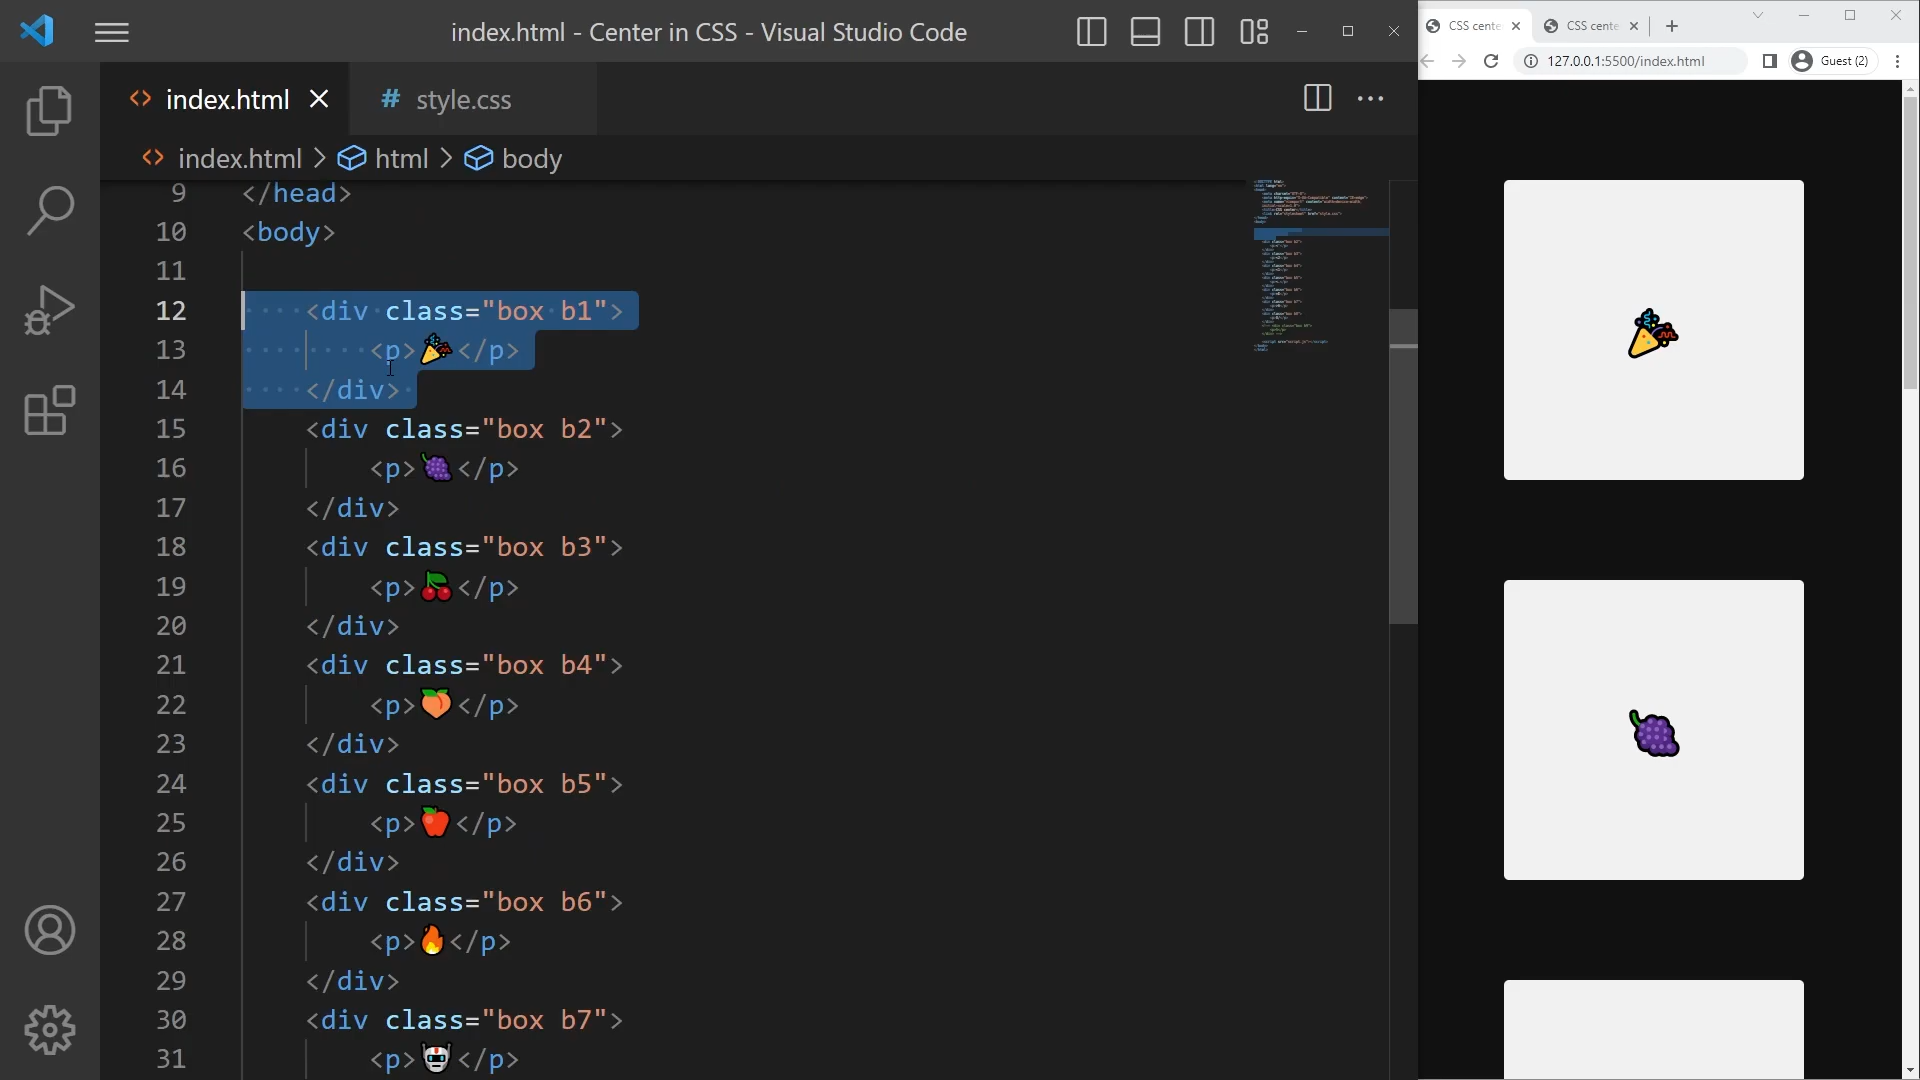 index.html - Center in CSS - Visual Studio Code
index.html
# style.css
index.html > html > body
9 </head>
10 <body>
11
12 <div class="box b1">
13 <p>🎉</p>
14 </div>
15 <div class="box b2">
16 <p>🍇</p>
17 </div>
18 <div class="box b3">
19 <p>🍒</p>
20 </div>
21 <div class="box b4">
22 <p>🍑</p>
23 </div>
24 <div class="box b5">
25 <p>🍎</p>
26 </div>
27 <div class="box b6">
28 <p>🔥</p>
29 </div>
30 <div class="box b7">
31 <p>🤖</p>
CSS cente
CSS cente
127.0.0.1:5500/index.html
Guest (2)